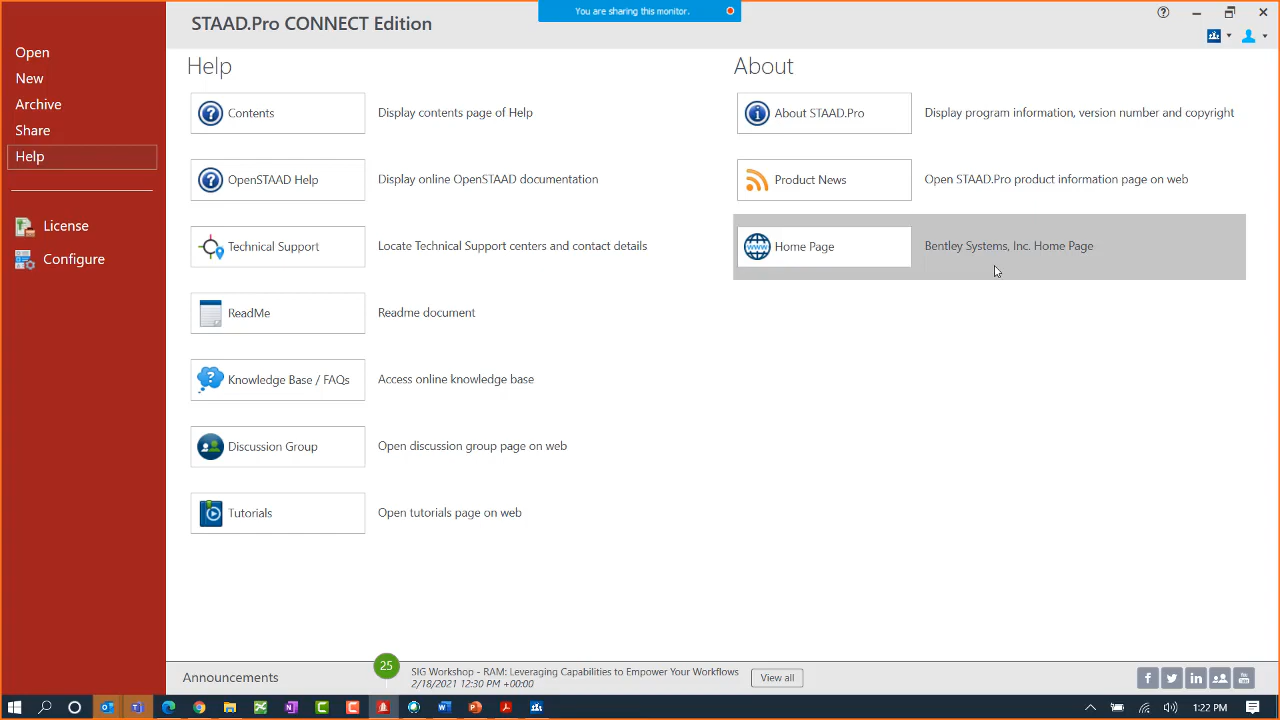 You are sharing this monitor.
STAAD.Pro CONNECT Edition
Open
New
Archive
Share
Help
License
Configure
Help
Contents
Display contents page of Help
OpenSTAAD Help
Display online OpenSTAAD documentation
Technical Support
Locate Technical Support centers and contact details
ReadMe
Readme document
Knowledge Base / FAQs
Access online knowledge base
Discussion Group
Open discussion group page on web
Tutorials
Open tutorials page on web
About
About STAAD.Pro
Display program information, version number and copyright
Product News
Open STAAD.Pro product information page on web
WWW
Home Page
Bentley Systems, Inc. Home Page
Announcements
25
SIG Workshop - RAM: Leveraging Capabilities to Empower Your Workflows
2/18/2021 12:30 PM +00:00
View all
1:22 PM